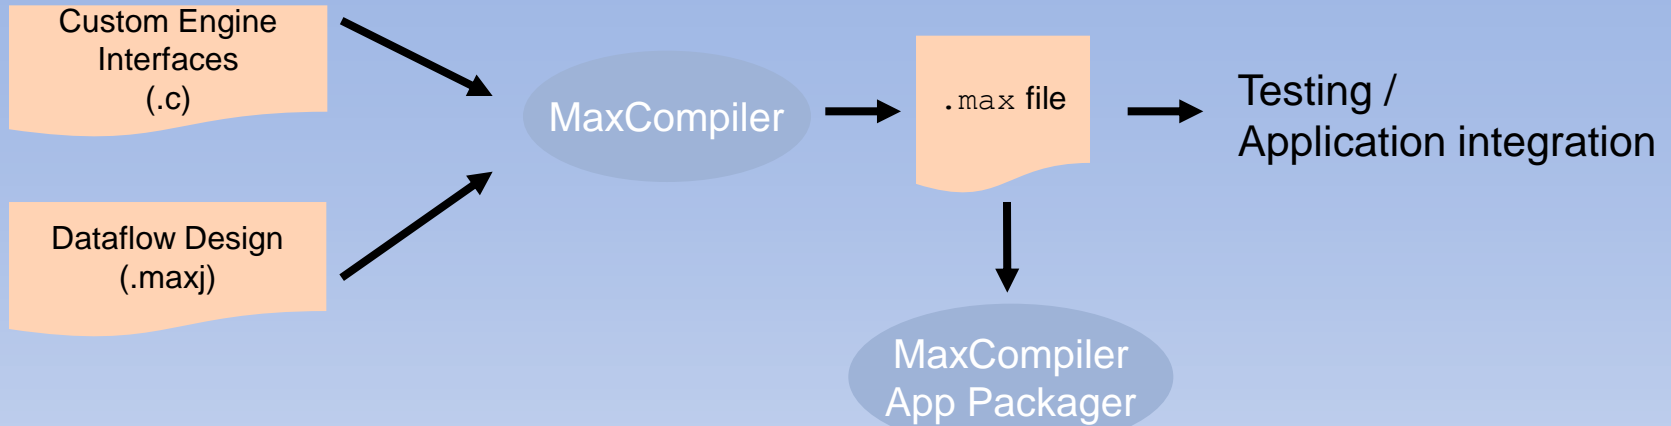 Custom Engine
Interfaces
(.c)
Dataflow Design
(.maxj)
MaxCompiler
.max file
Testing /
Application integration
MaxCompiler
App Packager